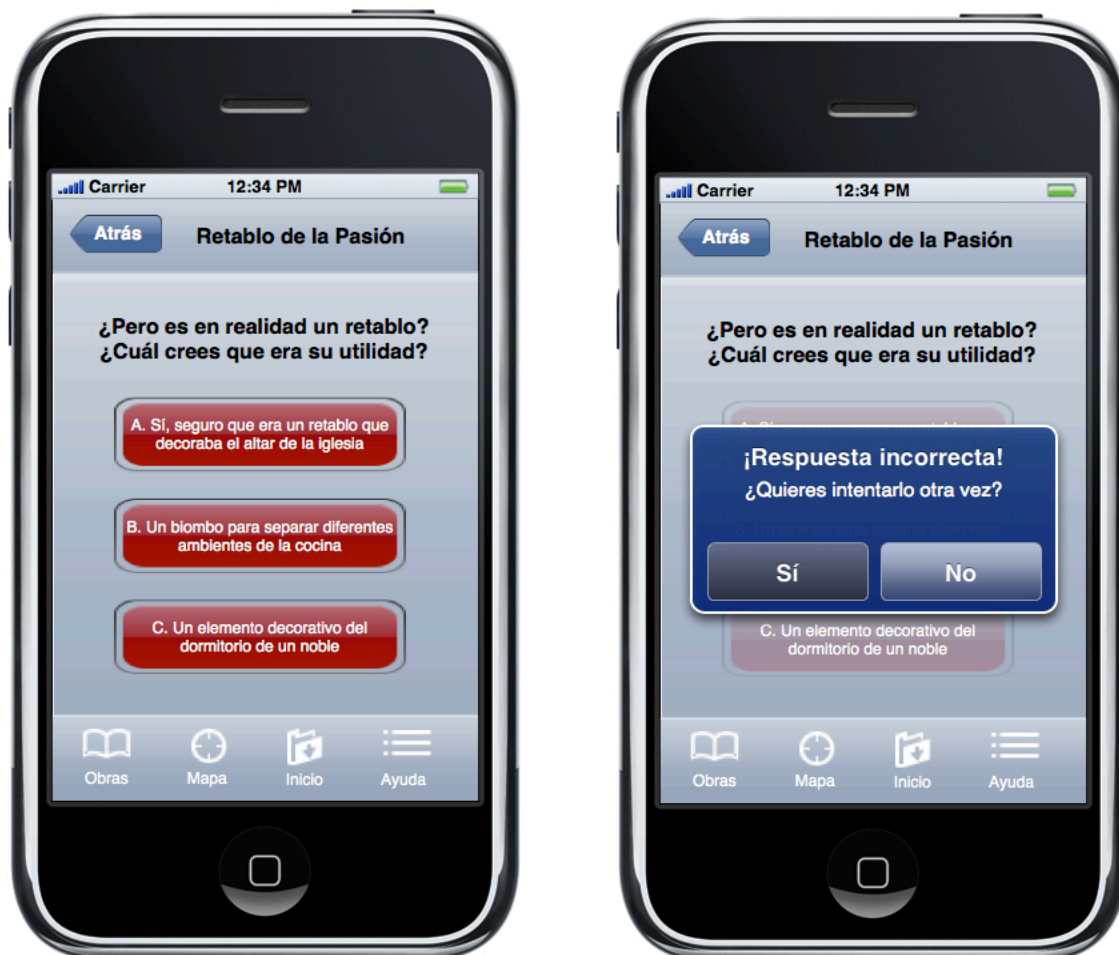 Carrier 12:34 PM
Atrás Retablo de la Pasión
¿Pero es en realidad un retablo?
¿Cuál crees que era su utilidad?
A. Sí, seguro que era un retablo que
decoraba el altar de la iglesia
B. Un biombo para separar diferentes
ambientes de la cocina
C. Un elemento decorativo del
dormitorio de un noble
Obras Mapa Inicio Ayuda
Carrier 12:34 PM
Atrás Retablo de la Pasión
¿Pero es en realidad un retablo?
¿Cuál crees que era su utilidad?
¡Respuesta incorrecta!
¿Quieres intentarlo otra vez?
Sí No
C. Un elemento decorativo del
dormitorio de un noble
Obras Mapa Inicio Ayuda